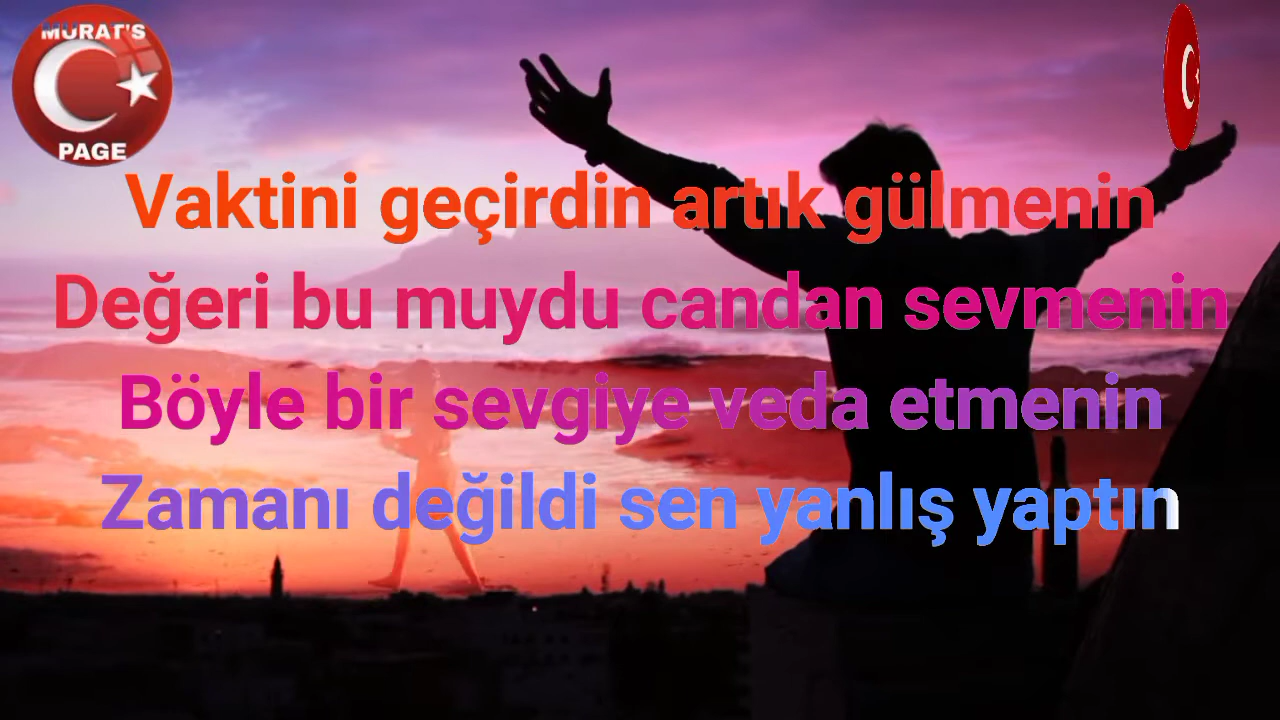 MURAT'S
PAGE
Vaktini geçirdin artık gülmenin
Değeri bu muydu candan sevmenin
Böyle bir sevgiye veda etmenin
Zamanı değildi sen yanlış yaptın